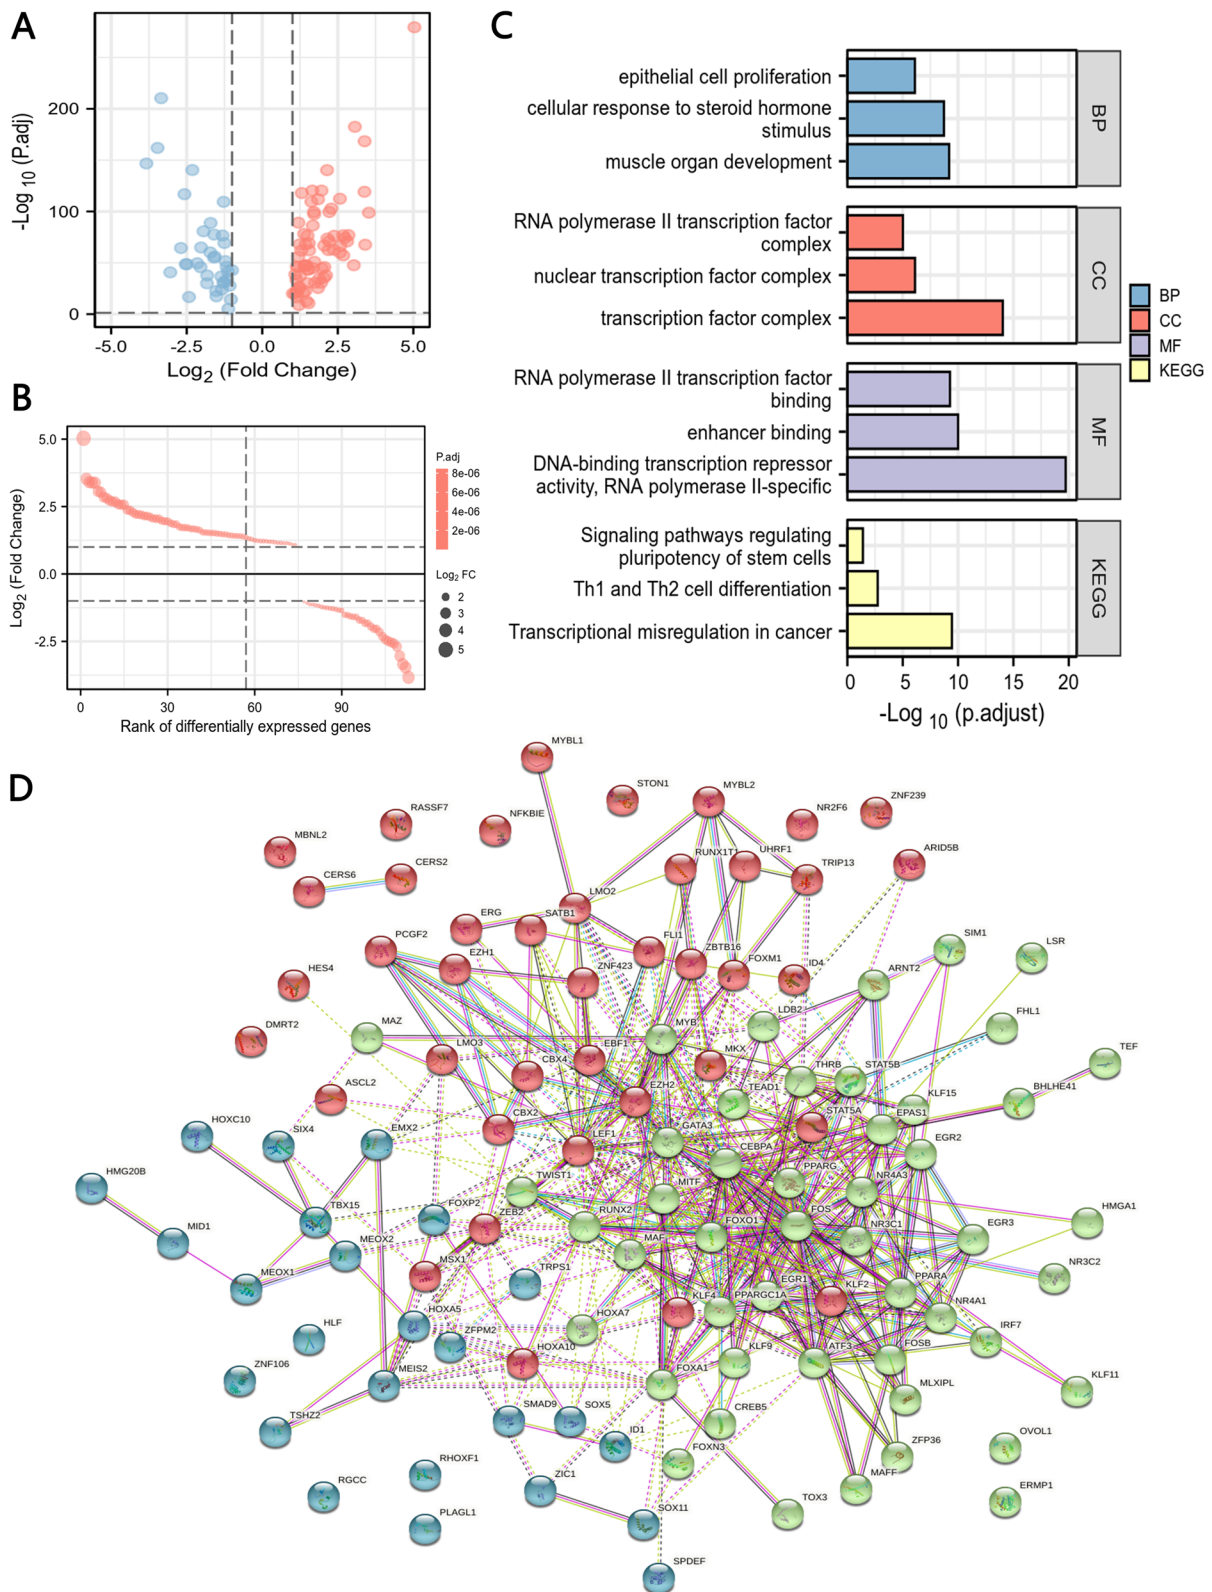 A
-Log 10 (P.adj)
200
100
0
-5.0 -2.5 0.0 2.5 5.0
Log2 (Fold Change)
B
Log2 (Fold Change)
5.0
2.5
0.0
-2.5
0 30 60 90
Rank of differentially expressed genes
P.adj
8e-06
6e-06
4e-06
2e-06
Log2 FC
2
3
4
5
C
epithelial cell proliferation
cellular response to steroid hormone
stimulus
muscle organ development
BP
RNA polymerase II transcription factor
complex
nuclear transcription factor complex
transcription factor complex
CC
RNA polymerase II transcription factor
binding
enhancer binding
DNA-binding transcription repressor
activity, RNA polymerase II-specific
MF
Signaling pathways regulating
pluripotency of stem cells
Th1 and Th2 cell differentiation
Transcriptional misregulation in cancer
KEGG
0 5 10 15 20
-Log 10 (p.adjust)
BP
CC
MF
KEGG
D
MYBL1
STON1
MYBL2
RASSF7
NFKBIE
NR2F6
ZNF239
MBNL2
CERS6
CERS2
RUNX1T1
UHRF1
TRIP13
ARID5B
LMO2
ERG
SATB1
PCGF2
EZH1
ZNF423
FLI1
ZBTB16
FOXM1
ID4
SIM1
LSR
ARNT2
HES4
DMRT2
MAZ
LMO3
CBX4
EBF1
MYB
LDB2
MKX
FHL1
TEF
THRB
STAT5B
ASCL2
CBX2
EZH2
TEAD1
STAT5A
KLF15
EPAS1
BHLHE41
HOXC10
SIX4
EMX2
LEF1
GATA3
CEBPA
EGR2
HMG20B
TBX15
FOXP2
TWIST1
MITF
PPARG
NR4A3
MID1
MEOX2
ZEB2
RUNX2
FOXO1
FOS
NR3C1
EGR3
HMGA1
MEOX1
MSX1
TRPS1
MAF
EGR1
KLF2
PPARA
NR3C2
HLF
HOXA5
ZFPM2
HOXA7
KLF4
PPARGC1A
NR4A1
IRF7
ZNF106
MEIS2
HOXA10
FOXA1
KLF9
ATF3
FOSB
MLXIPL
KLF11
TSHZ2
SMAD9
SOX5
ID1
CREB5
FOXN3
ZFP36
OVOL1
RGCC
RHOXF1
ZIC1
MAFF
TOX3
ERMP1
PLAGL1
SOX11
SPDEF